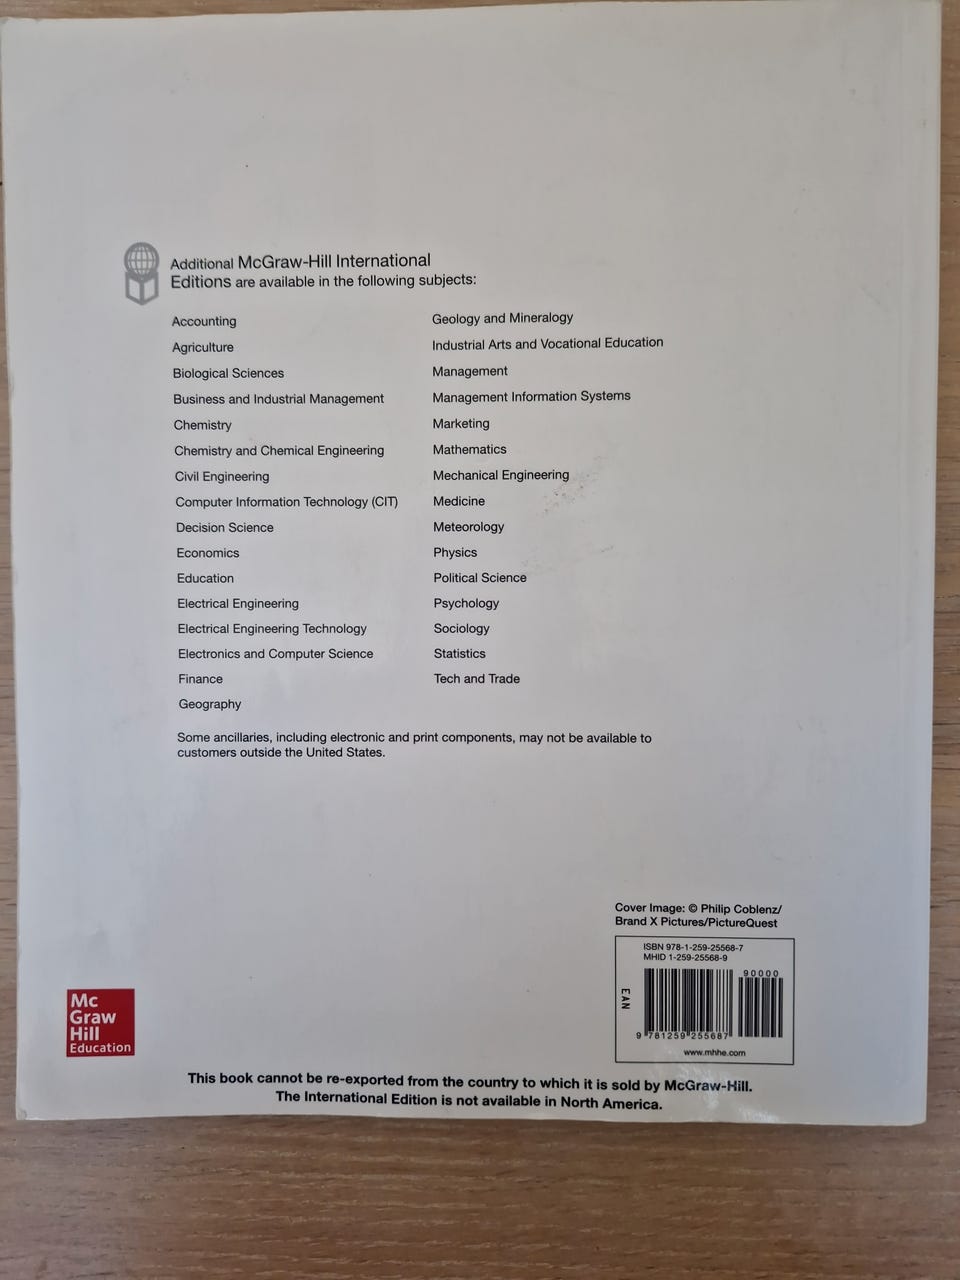 Additional McGraw-Hill International
Editions are available in the following subjects:
Accounting
Agriculture
Biological Sciences
Business and Industrial Management
Chemistry
Chemistry and Chemical Engineering
Civil Engineering
Computer Information Technology (CIT)
Decision Science
Economics
Education
Electrical Engineering
Electrical Engineering Technology
Electronics and Computer Science
Finance
Geography
Geology and Mineralogy
Industrial Arts and Vocational Education
Management
Management Information Systems
Marketing
Mathematics
Mechanical Engineering
Medicine
Meteorology
Physics
Political Science
Psychology
Sociology
Statistics
Tech and Trade
Some ancillaries, including electronic and print components, may not be available to
customers outside the United States.
Cover Image: © Philip Coblenz/
Brand X Pictures/PictureQuest
ISBN 978-1-259-25568-7
MHID 1-259-25568-9
90000
EAN
9 781259 255687
www.mhhe.com
Mc
Graw
Hill
Education
This book cannot be re-exported from the country to which it is sold by McGraw-Hill.
The International Edition is not available in North America.